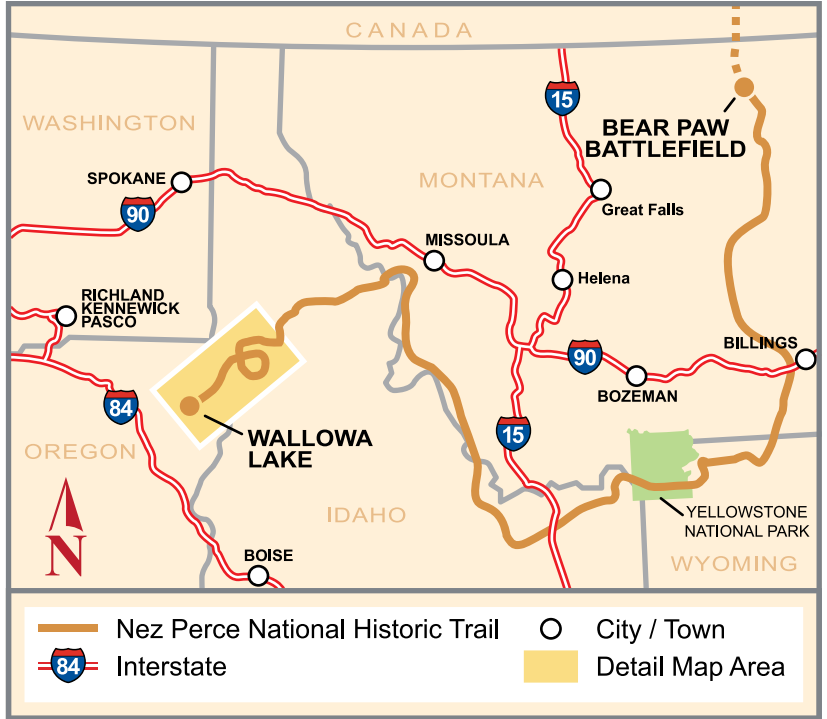 CANADA
WASHINGTON
15
BEAR PAW
BATTLEFIELD
SPOKANE
MONTANA
90
Great Falls
MISSOULA
Helena
RICHLAND
KENNEWICK
PASCO
90
BILLINGS
84
BOZEMAN
15
WALLOWA
LAKE
OREGON
IDAHO
YELLOWSTONE
NATIONAL PARK
N
BOISE
WYOMING
Nez Perce National Historic Trail
City / Town
84
Interstate
Detail Map Area